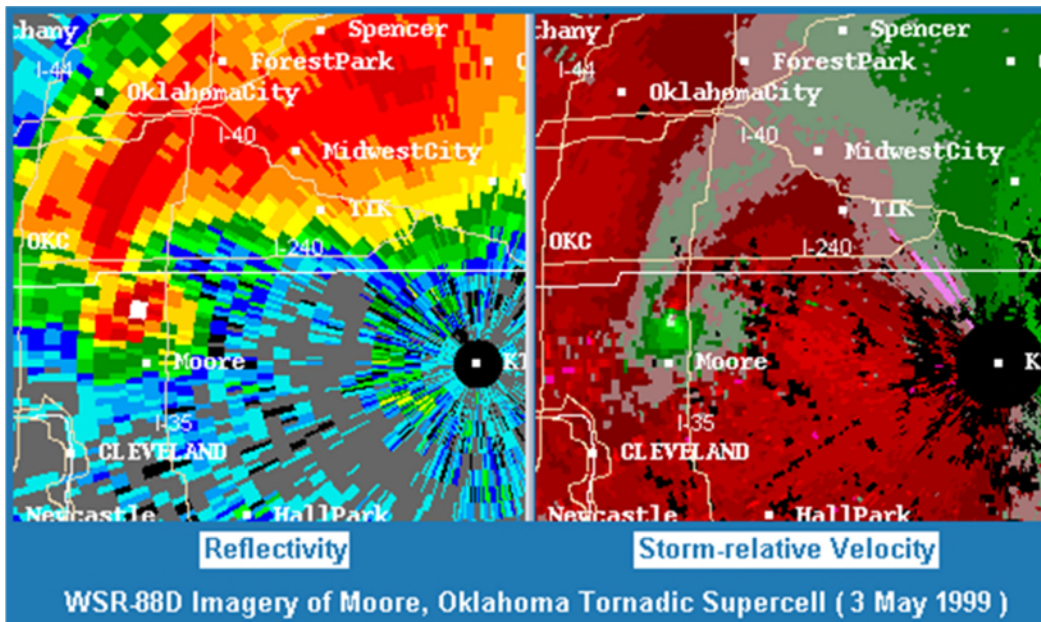 chany
Spencer
I-44
ForestPark
OklahomaCity
I-40
MidwestCity
TIK
OKC
I-240
Moore
I-35
CLEVELAND
Newcastle
HallPark
chany
Spencer
I-44
ForestPark
OklahomaCity
I-40
MidwestCity
TIK
OKC
I-240
Moore
K
I-35
CLEVELAND
Newcastle
HallPark
Reflectivity
Storm-relative Velocity
WSR-88D Imagery of Moore, Oklahoma Tornadic Supercell ( 3 May 1999 )